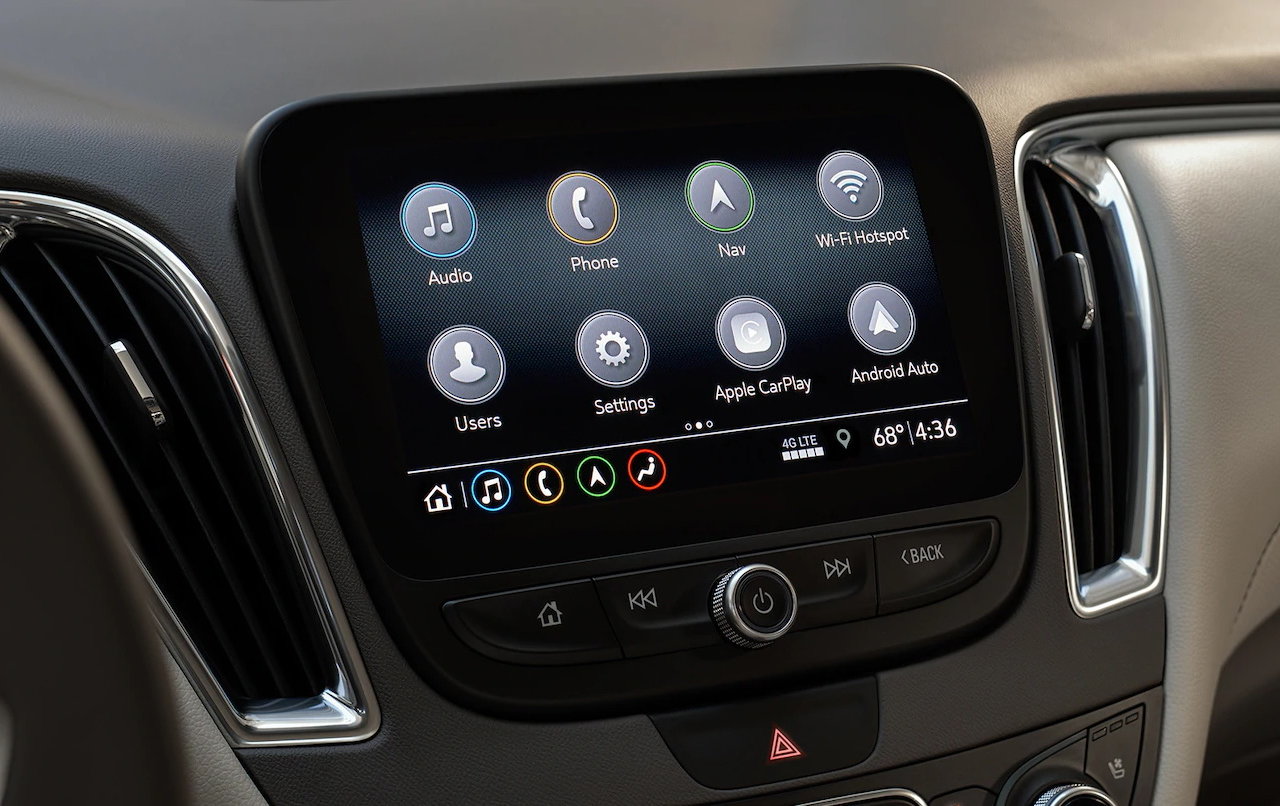 Audio
Phone
Nav
Wi-Fi Hotspot
Users
Settings
Apple CarPlay
Android Auto
4G LTE
68° 4:36
BACK